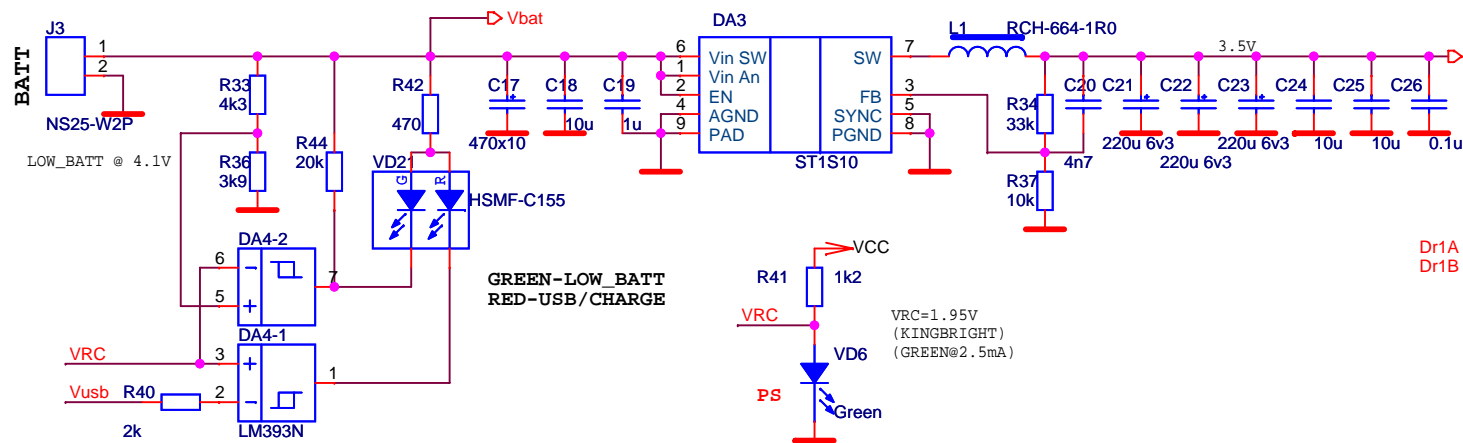 J3
BATT
1
2
NS25-W2P
LOW_BATT @ 4.1V
R33
4k3
R36
3k9
R44
20k
R42
470
Vbat
C17
470x10
C18
10u
C19
1u
VD21
G
R
HSMF-C155
DA3
6
1
2
4
9
Vin SW
Vin An
EN
AGND
PAD
SW
FB
SYNC
PGND
7
3
5
8
ST1S10
L1
RCH-664-1R0
3.5V
R34
33k
R37
10k
C20
4n7
C21
220u 6v3
C22
220u 6v3
C23
220u 6v3
C24
10u
C25
10u
C26
0.1u
DA4-2
6
5
7
DA4-1
3
2
1
LM393N
VRC
Vusb
R40
2k
GREEN-LOW_BATT
RED-USB/CHARGE
VCC
R41
1k2
VRC
VRC=1.95V
(KINGBRIGHT)
(GREEN@2.5mA)
VD6
PS
Green
Dr1A
Dr1B